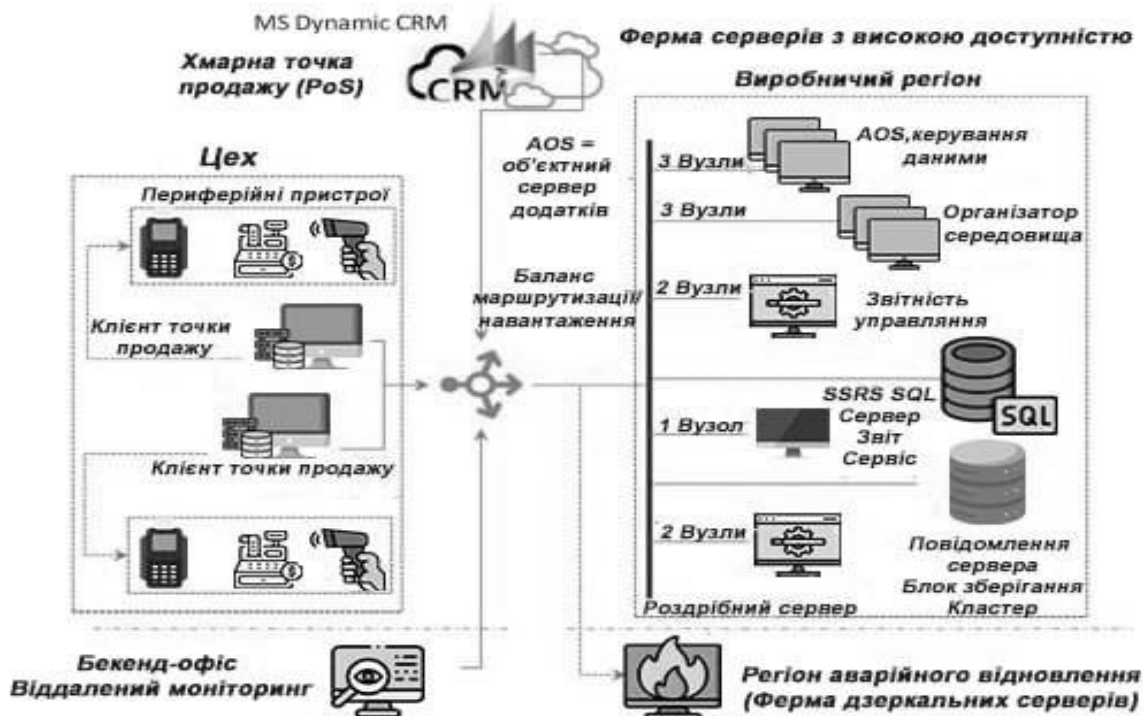 MS Dynamic CRM
Хмарна точка
продажу (PoS)
CRM
Ферма серверів з високою доступністю
Виробничий регіон
Цех
Периферійні пристрої
Клієнт точки
продажу
Клієнт точки продажу
AOS =
об'єктний
сервер
додатків
Баланс
маршрутизації/
навантаження
3 Вузли
AOS,керування
даними
3 Вузли
Організатор
середовища
2 Вузли
Звітність
управляння
SQL
1 Вузол
SSRS SQL
Сервер
Звіт
Сервіс
2 Вузли
Роздрібний сервер
Повідомлення
сервера
Блок зберігання
Кластер
Бекенд-офіс
Віддалений моніторинг
Регіон аварійного відновлення
(Ферма дзеркальних серверів)